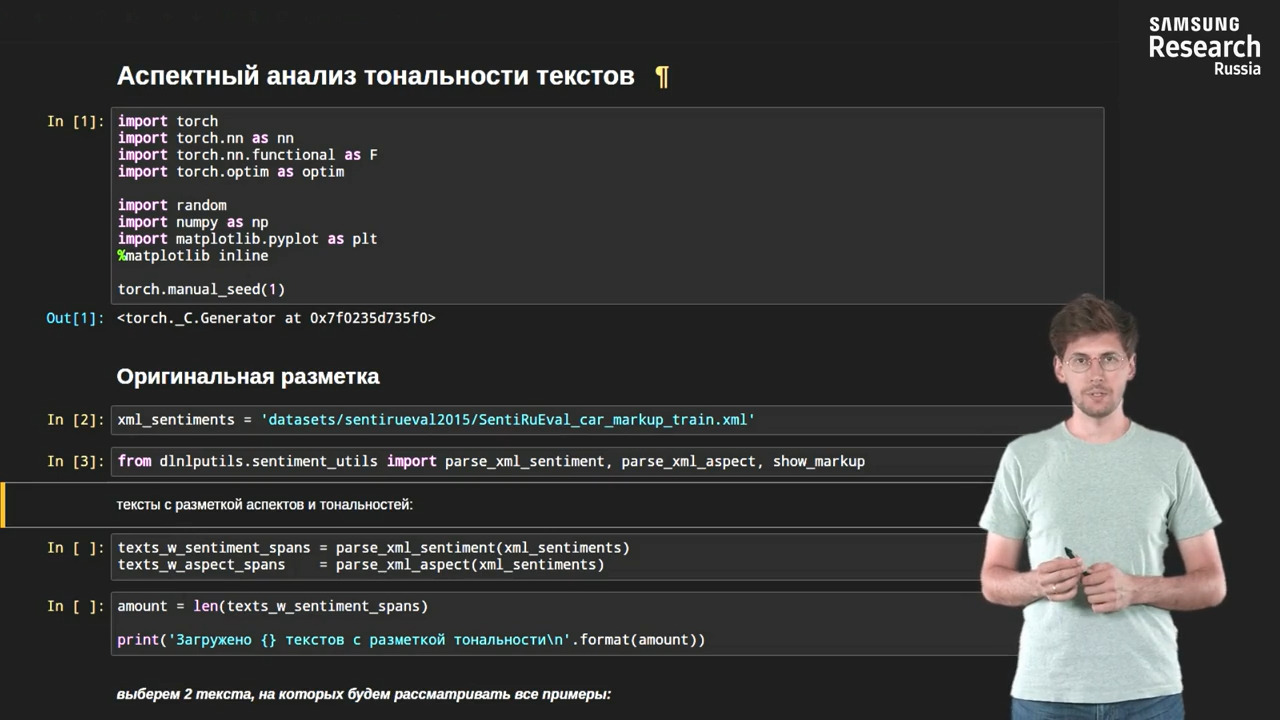 SAMSUNG
Research
Russia
Аспектный анализ тональности текстов ¶
In [1]:
import torch
import torch.nn as nn
import torch.nn.functional as F
import torch.optim as optim
import random
import numpy as np
import matplotlib.pyplot as plt
%matplotlib inline
torch.manual_seed(1)
Out[1]: <torch._C.Generator at 0x7f0235d735f0>
Оригинальная разметка
In [2]: xml_sentiments = 'datasets/sentirueval2015/SentiRuEval_car_markup_train.xml'
In [3]: from dlnlputils.sentiment_utils import parse_xml_sentiment, parse_xml_aspect, show_markup
тексты с разметкой аспектов и тональностей:
In [ ]: texts_w_sentiment_spans = parse_xml_sentiment(xml_sentiments)
texts_w_aspect_spans    = parse_xml_aspect(xml_sentiments)
In [ ]: amount = len(texts_w_sentiment_spans)
print('Загружено {} текстов с разметкой тональности\n'.format(amount))
выберем 2 текста, на которых будем рассматривать все примеры: